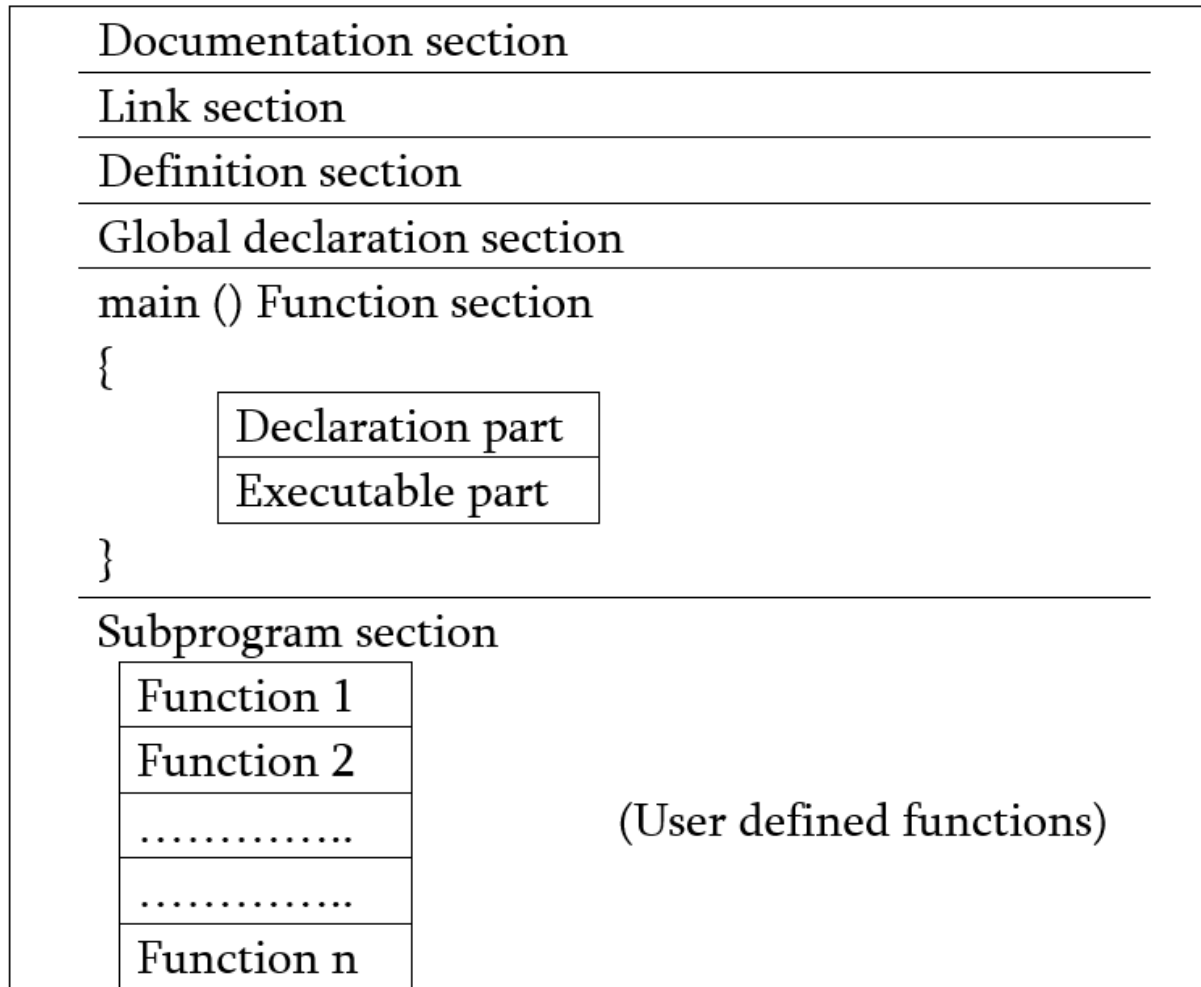 Documentation section
Link section
Definition section
Global declaration section
main () Function section
{
Declaration part
Executable part
}
Subprogram section
Function 1
Function 2
…………..
(User defined functions)
…………..
Function n